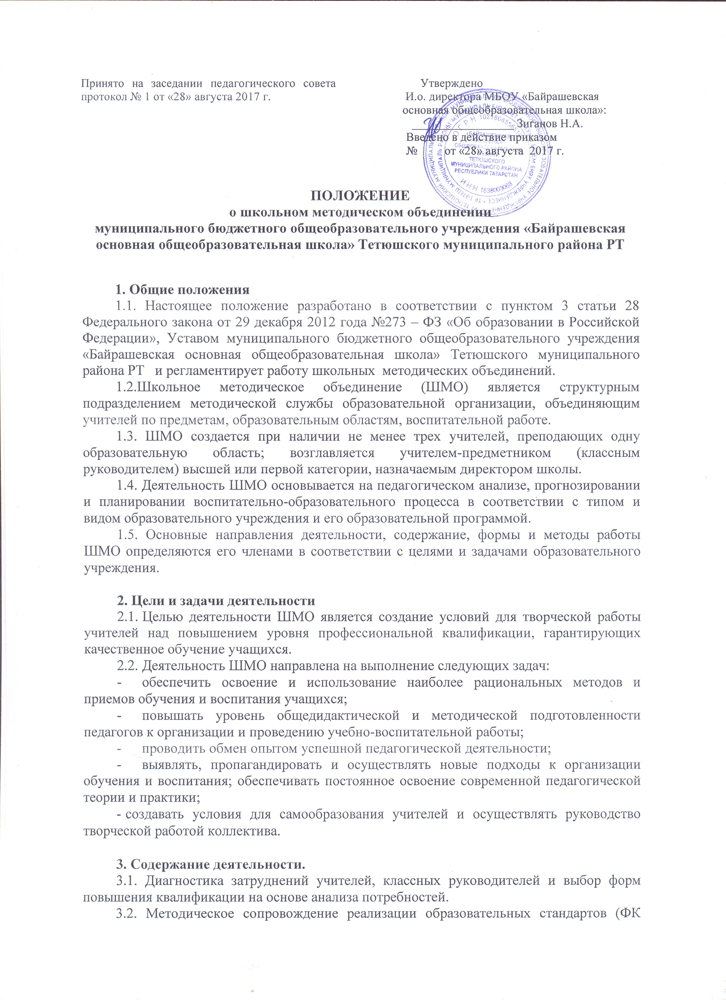 Принято на заседании педагогического совета
протокол № 1 от «28» августа 2017 г.
Утверждено
И.о. директора МБОУ «Байрашевская
основная общеобразовательная школа»:
Зиганов Н.А.
Введено в действие приказом
№ от «28» августа 2017 г.
ОГРН
«БАЙРАШЕВСКАЯ
ТЕТЮШСКОГО
МУНИЦИПАЛЬНОГО РАЙОНА
РЕСПУБЛИКИ ТАТАРСТАН
ИНН 1638003068
ПОЛОЖЕНИЕ
о школьном методическом объединении
муниципального бюджетного общеобразовательного учреждения «Байрашевская
основная общеобразовательная школа» Тетюшского муниципального района РТ
1. Общие положения
1.1. Настоящее положение разработано в соответствии с пунктом 3 статьи 28
Федерального закона от 29 декабря 2012 года №273 – ФЗ «Об образовании в Российской
Федерации», Уставом муниципального бюджетного общеобразовательного учреждения
«Байрашевская основная общеобразовательная школа» Тетюшского муниципального
района РТ и регламентирует работу школьных методических объединений.
1.2.Школьное методическое объединение (ШМО) является структурным
подразделением методической службы образовательной организации, объединяющим
учителей по предметам, образовательным областям, воспитательной работе.
1.3. ШМО создается при наличии не менее трех учителей, преподающих одну
образовательную область; возглавляется учителем-предметником (классным
руководителем) высшей или первой категории, назначаемым директором школы.
1.4. Деятельность ШМО основывается на педагогическом анализе, прогнозировании
и планировании воспитательно-образовательного процесса в соответствии с типом и
видом образовательного учреждения и его образовательной программой.
1.5. Основные направления деятельности, содержание, формы и методы работы
ШМО определяются его членами в соответствии с целями и задачами образовательного
учреждения.
2. Цели и задачи деятельности
2.1. Целью деятельности ШМО является создание условий для творческой работы
учителей над повышением уровня профессиональной квалификации, гарантирующих
качественное обучение учащихся.
2.2. Деятельность ШМО направлена на выполнение следующих задач:
- обеспечить освоение и использование наиболее рациональных методов и
приемов обучения и воспитания учащихся;
- повышать уровень общедидактической и методической подготовленности
педагогов к организации и проведению учебно-воспитательной работы;
- проводить обмен опытом успешной педагогической деятельности;
- выявлять, пропагандировать и осуществлять новые подходы к организации
обучения и воспитания; обеспечивать постоянное освоение современной педагогической
теории и практики;
- создавать условия для самообразования учителей и осуществлять руководство
творческой работой коллектива.
3. Содержание деятельности.
3.1. Диагностика затруднений учителей, классных руководителей и выбор форм
повышения квалификации на основе анализа потребностей.
3.2. Методическое сопровождение реализации образовательных стандартов (ФК